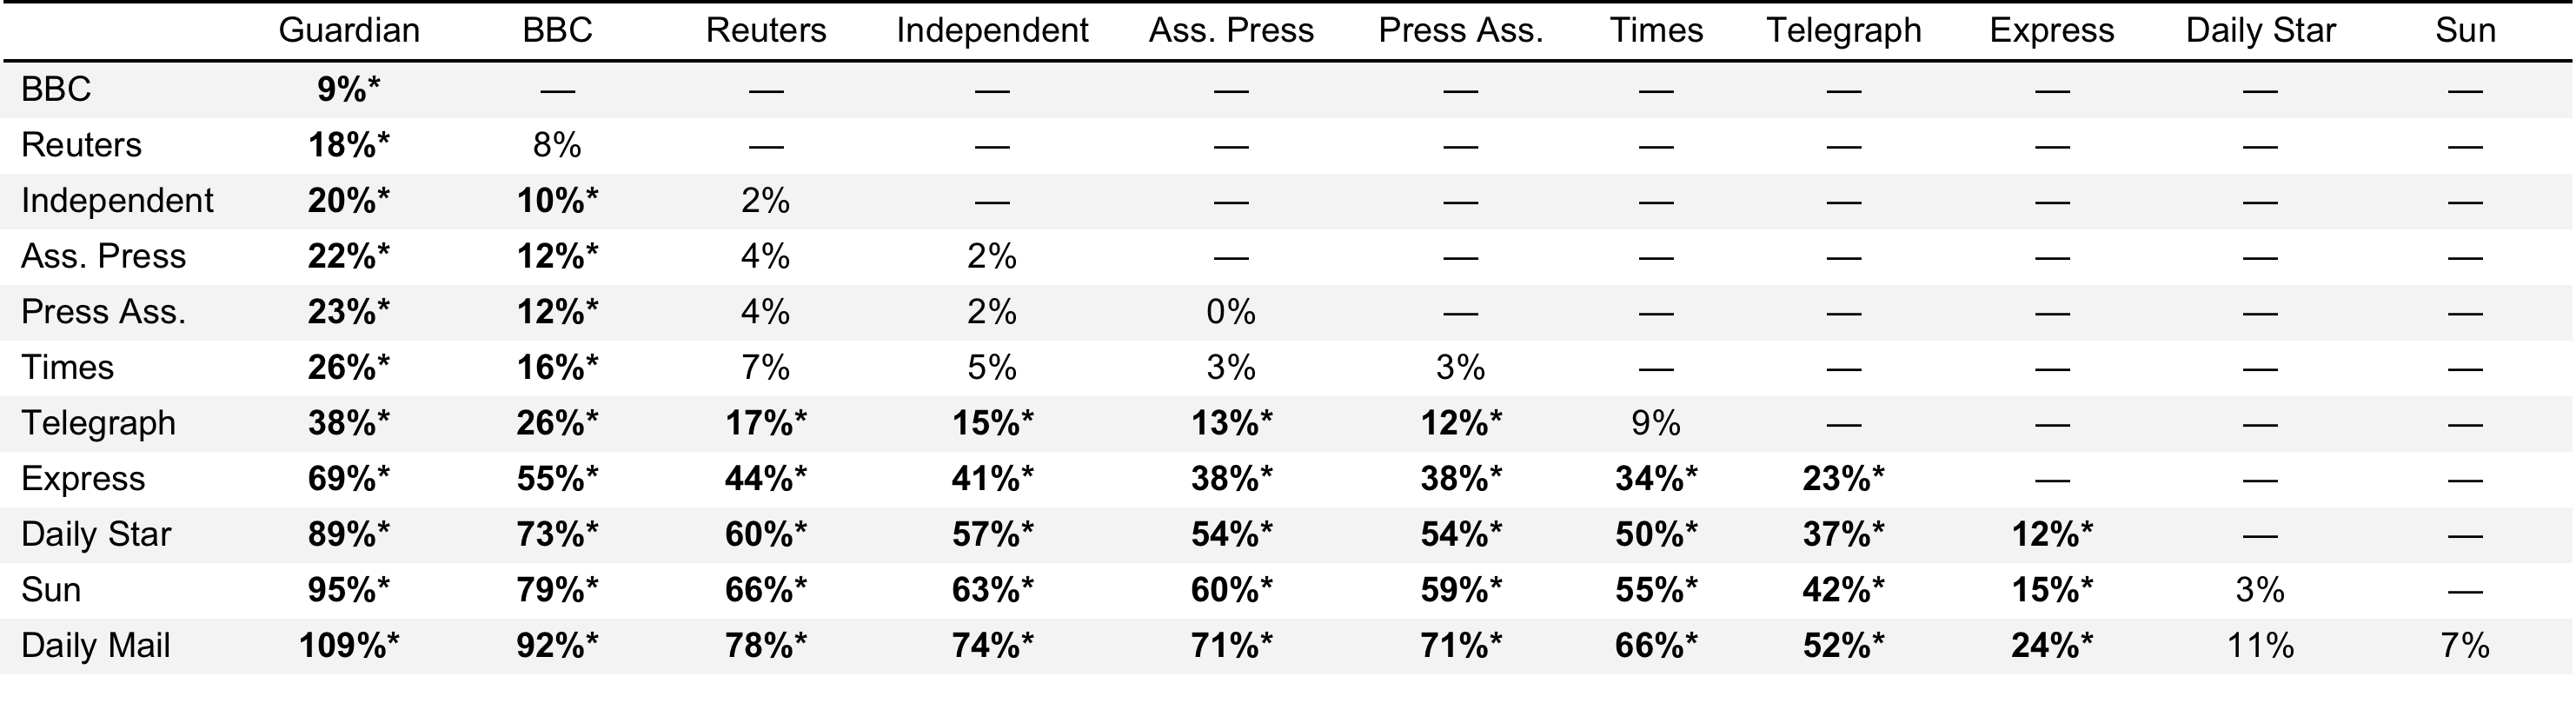 Guardian BBC Reuters Independent Ass. Press Press Ass. Times Telegraph Express Daily Star Sun
BBC 9%* — — — — — — — — — —
Reuters 18%* 8% — — — — — — — — —
Independent 20%* 10%* 2% — — — — — — — —
Ass. Press 22%* 12%* 4% 2% — — — — — — —
Press Ass. 23%* 12%* 4% 2% 0% — — — — — —
Times 26%* 16%* 7% 5% 3% 3% — — — — —
Telegraph 38%* 26%* 17%* 15%* 13%* 12%* 9% — — — —
Express 69%* 55%* 44%* 41%* 38%* 38%* 34%* 23%* — — —
Daily Star 89%* 73%* 60%* 57%* 54%* 54%* 50%* 37%* 12%* — —
Sun 95%* 79%* 66%* 63%* 60%* 59%* 55%* 42%* 15%* 3% —
Daily Mail 109%* 92%* 78%* 74%* 71%* 71%* 66%* 52%* 24%* 11% 7%